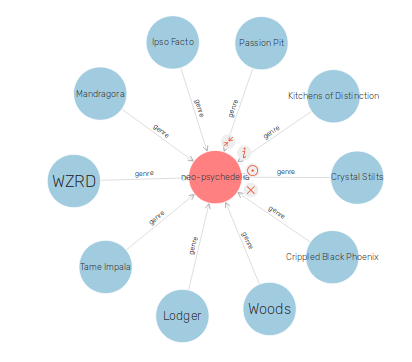 Ipso Facto
Passion Pit
Mandragora
Kitchens of Distinction
genre
genre
genre
genre
WZRD
genre
neo-psychedelia
genre
Crystal Stilts
genre
genre
Tame Impala
genre
genre
Crippled Black Phoenix
Lodger
Woods